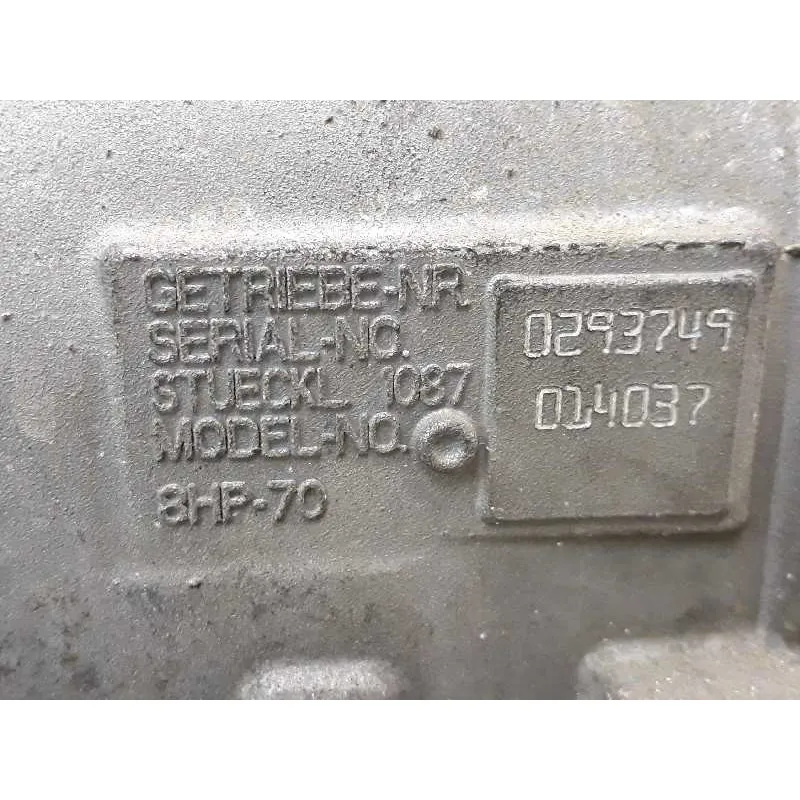 GETRIEBE-NR.
SERIAL-NO.
0293749
STUECKL. 1087
MODEL-NO.
014037
8HP-70